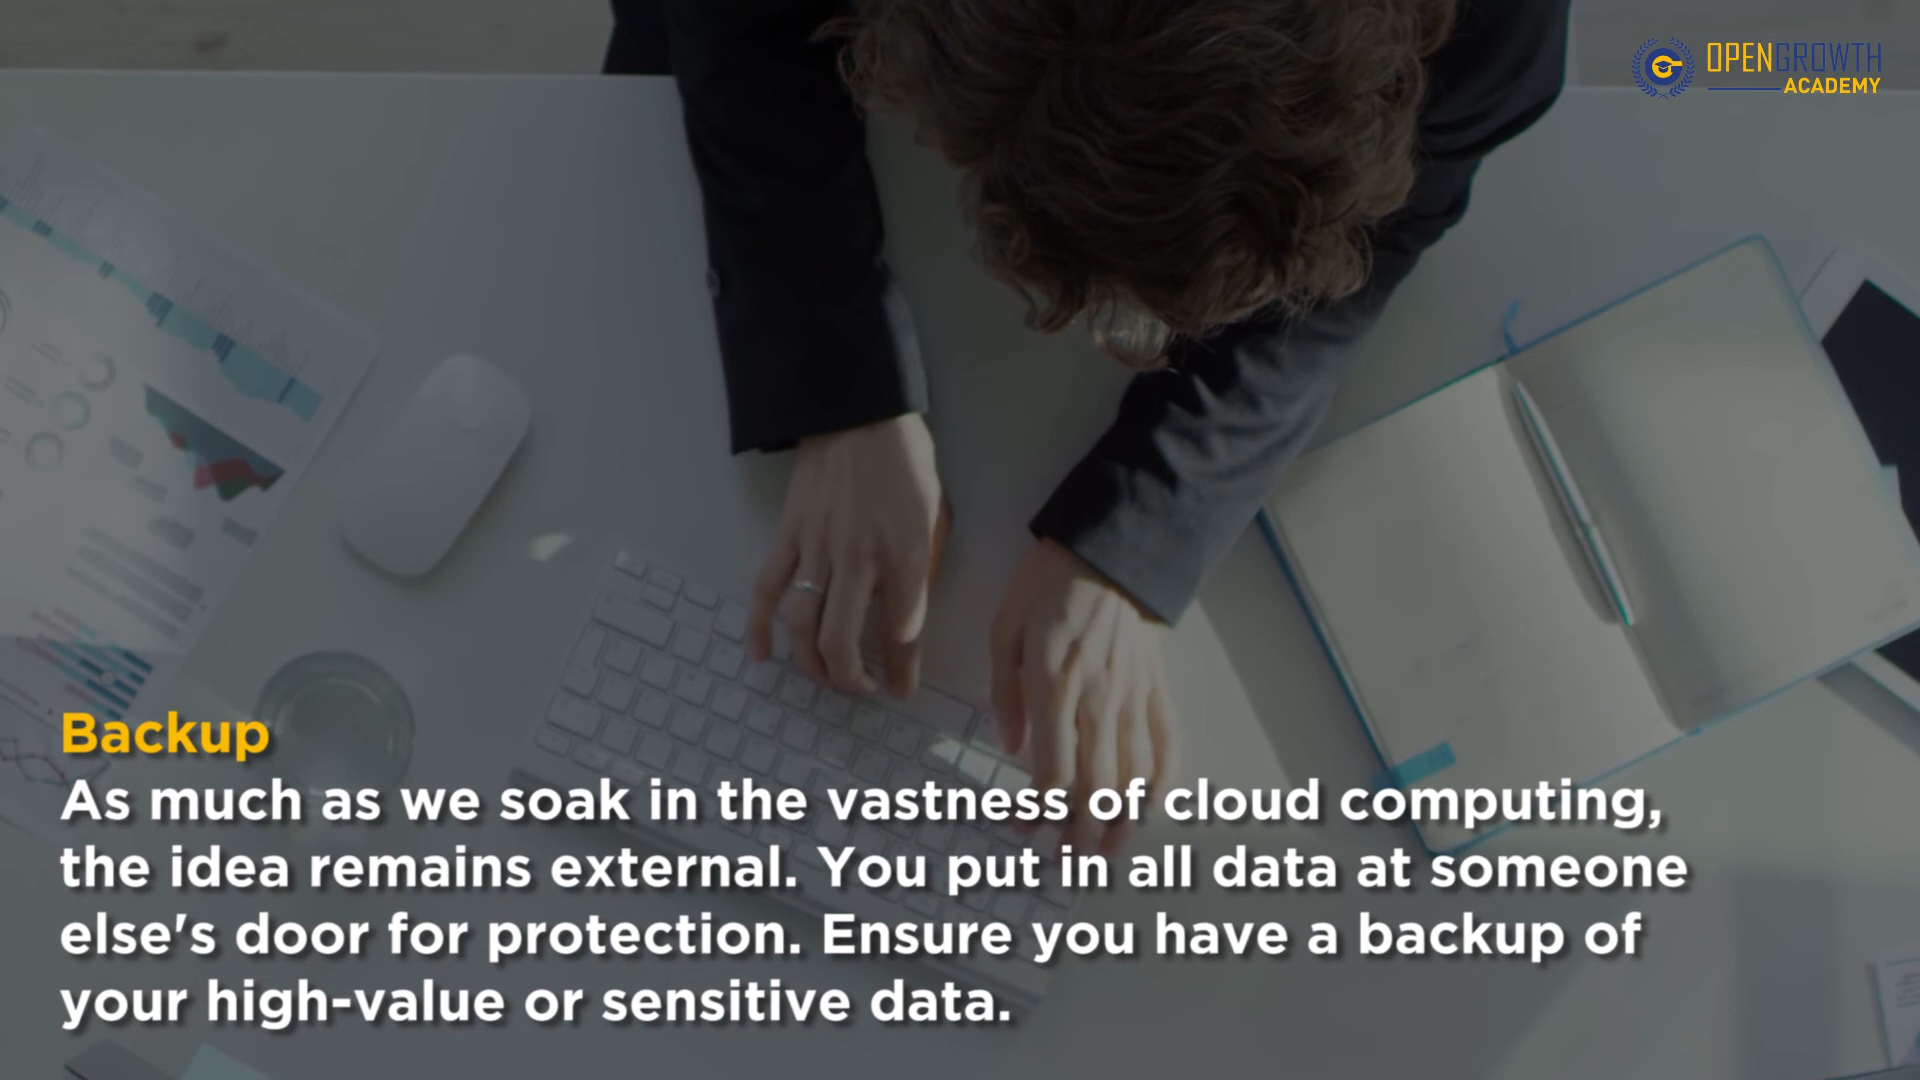 OPENGROWTH
ACADEMY
Backup
As much as we soak in the vastness of cloud computing,
the idea remains external. You put in all data at someone
else's door for protection. Ensure you have a backup of
your high-value or sensitive data.